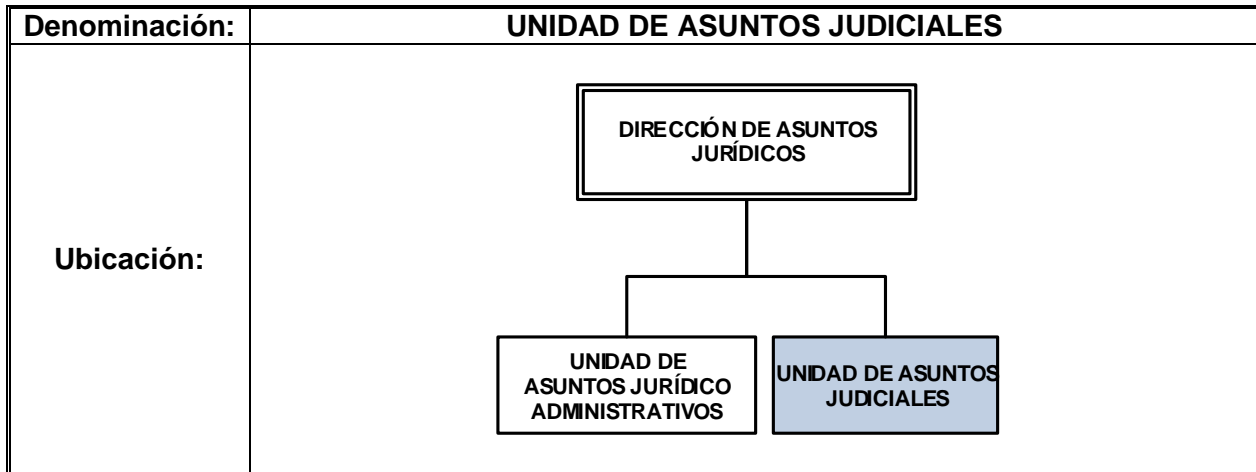 Denominación:
UNIDAD DE ASUNTOS JUDICIALES
Ubicación:
DIRECCIÓN DE ASUNTOS
JURÍDICOS
UNIDAD DE
ASUNTOS JURÍDICO
ADMINISTRATIVOS
UNIDAD DE ASUNTOS
JUDICIALES